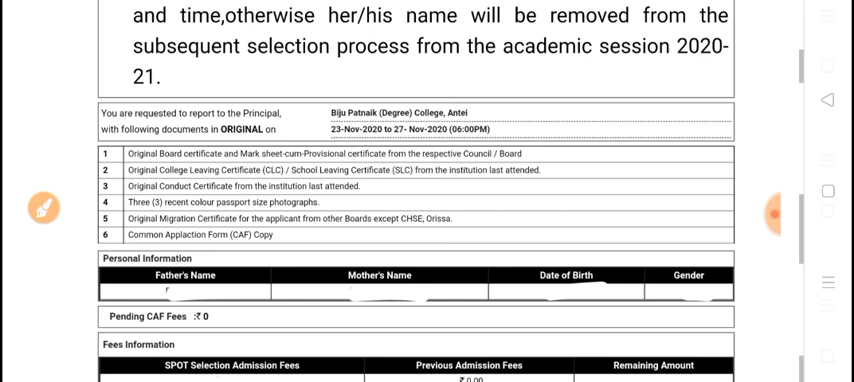 and time,otherwise her/his name will be removed from the
subsequent selection process from the academic session 2020-
21.
You are requested to report to the Principal, Biju Patnaik (Degree) College, Antei
with following documents in ORIGINAL on 23-Nov-2020 to 27- Nov-2020 (06:00PM)
1 Original Board certificate and Mark sheet-cum-Provisional certificate from the respective Council / Board
2 Original College Leaving Certificate (CLC) / School Leaving Certificate (SLC) from the institution last attended.
3 Original Conduct Certificate from the institution last attended.
4 Three (3) recent colour passport size photographs.
5 Original Migration Certificate for the applicant from other Boards except CHSE, Orissa.
6 Common Applaction Form (CAF) Copy
Personal Information
Father's Name Mother's Name Date of Birth Gender
Pending CAF Fees :₹ 0
Fees Information
SPOT Selection Admission Fees Previous Admission Fees Remaining Amount
₹ 0.00